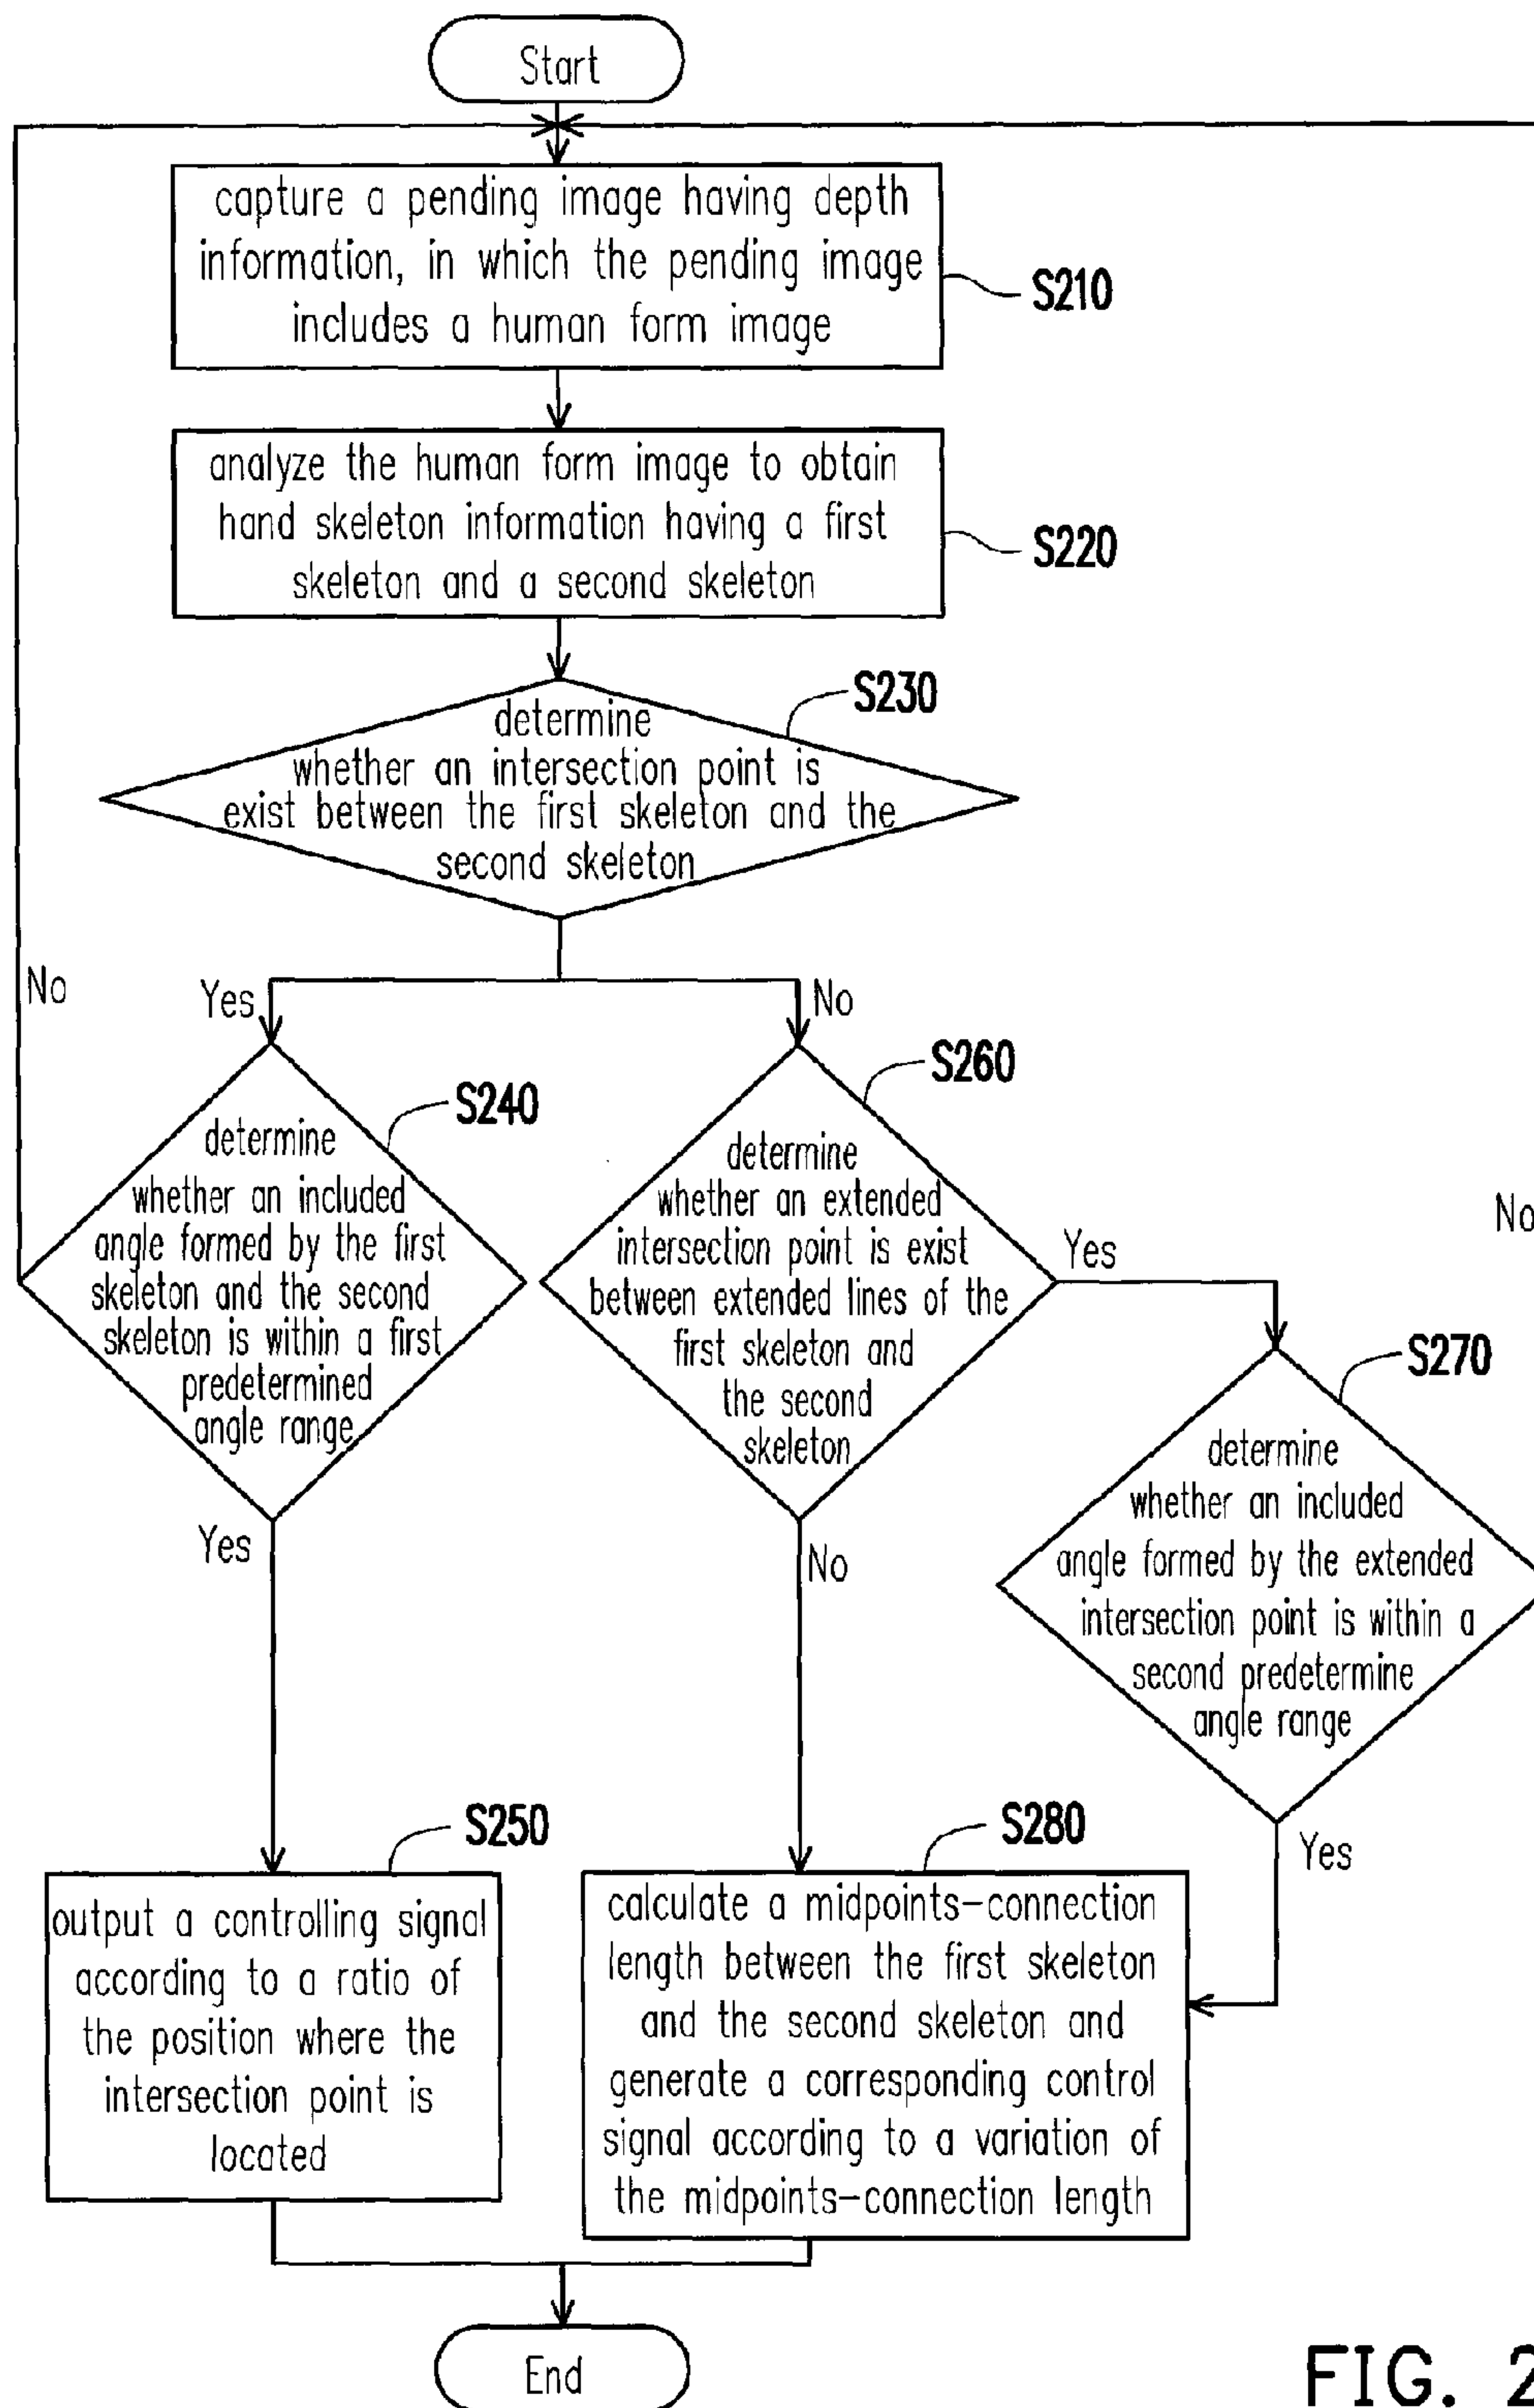 Start
capture a pending image having depth
information, in which the pending image
includes a human form image
S210
analyze the human form image to obtain
hand skeleton information having a first
skeleton and a second skeleton
S220
S230
determine
whether an intersection point is
exist between the first skeleton and the
second skeleton
No
Yes
No
S240
determine
whether an included
angle formed by the first
skeleton and the second
skeleton is within a first
predetermined
angle range
Yes
S260
determine
whether an extended
intersection point is exist
between extended lines of the
first skeleton and
the second
skeleton
Yes
No
No
S270
determine
whether an included
angle formed by the extended
intersection point is within a
second predetermine
angle range
Yes
S250
output a controlling signal
according to a ratio of
the position where the
intersection point is
located
S280
calculate a midpoints-connection
length between the first skeleton
and the second skeleton and
generate a corresponding control
signal according to a variation of
the midpoints-connection length
End
FIG. 2